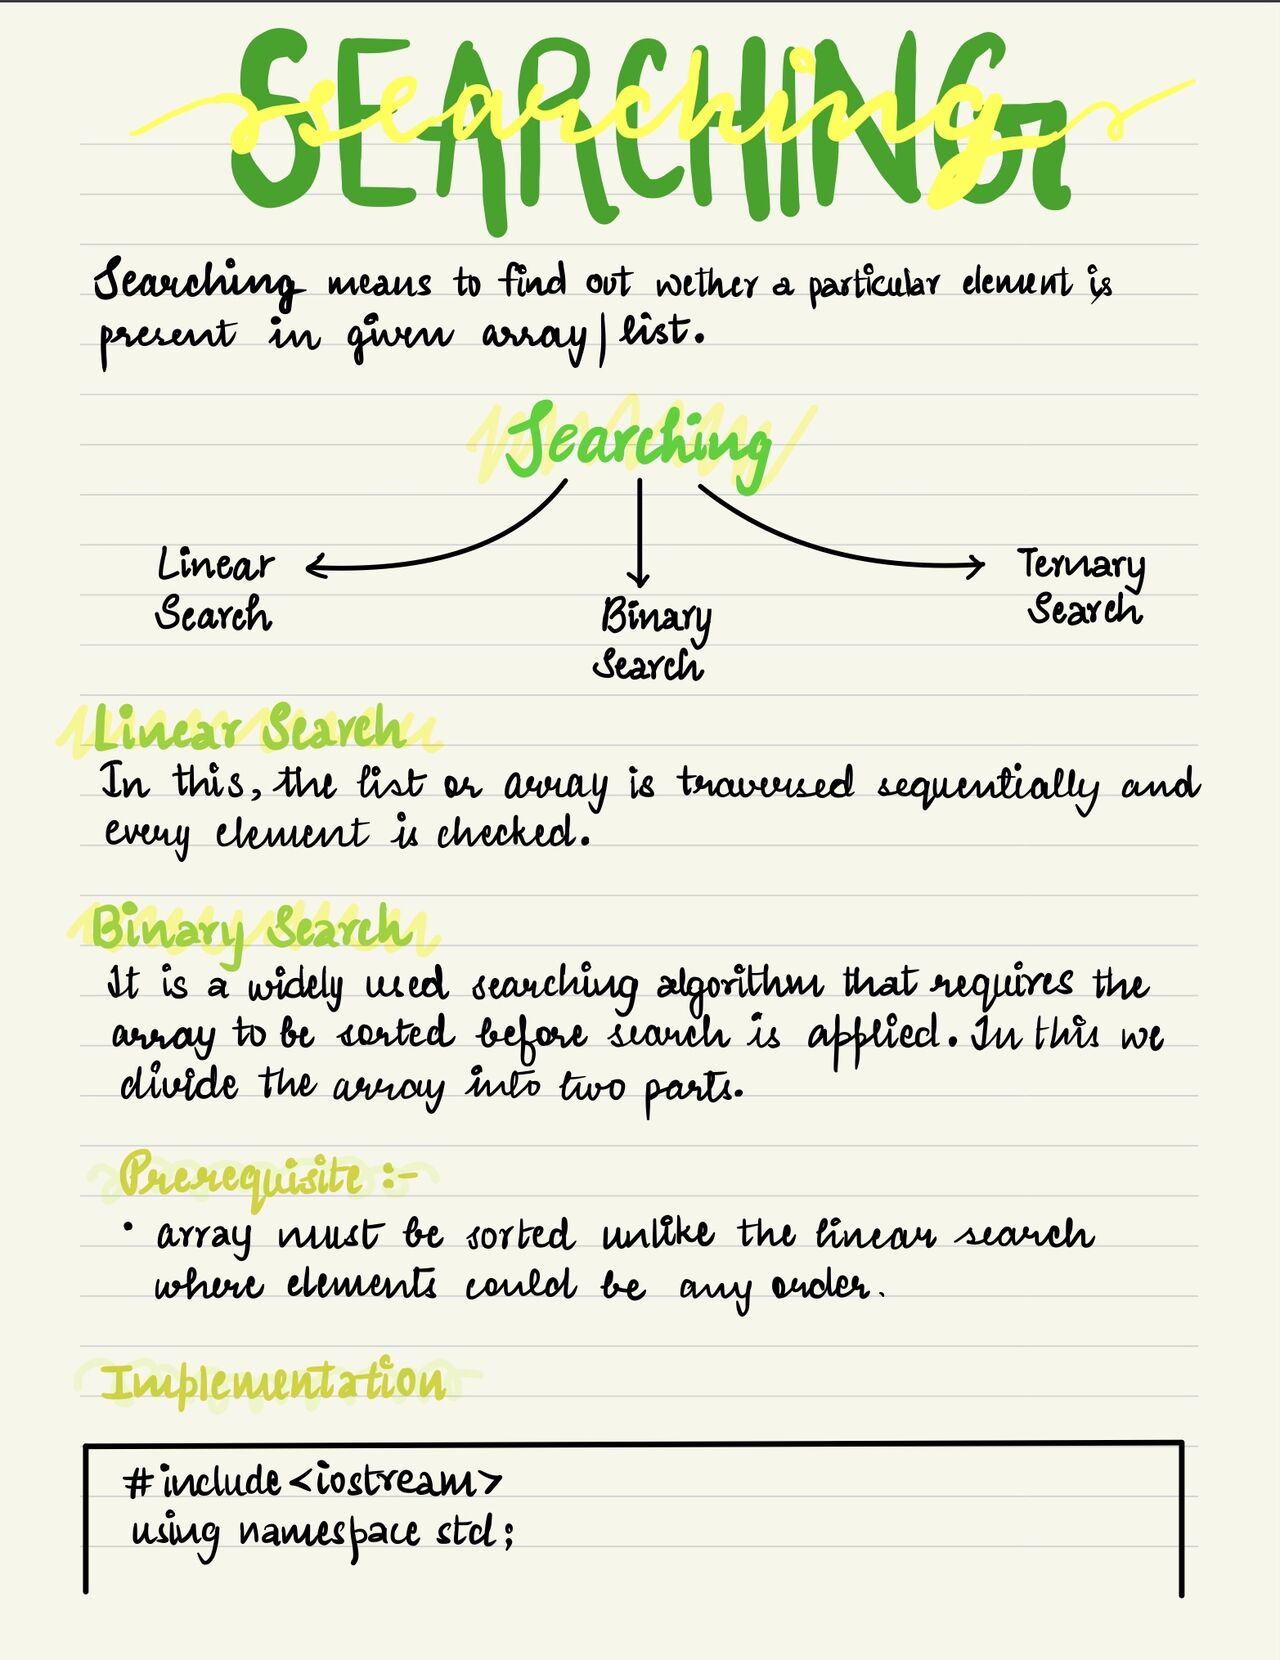 SEARCHING
searching
Searching means to find out wether a particular element is
present in given array/list.
Searching
Linear
Search
Binary
Search
Ternary
Search
Linear Search
In this, the list or array is traversed sequentially and
every element is checked.
Binary Search
It is a widely used searching algorithm that requires the
array to be sorted before search is applied. In this we
divide the array into two parts.
Prerequisite :-
• array must be sorted unlike the linear search
where elements could be any order.
Implementation
#include <iostream>
using namespace std;